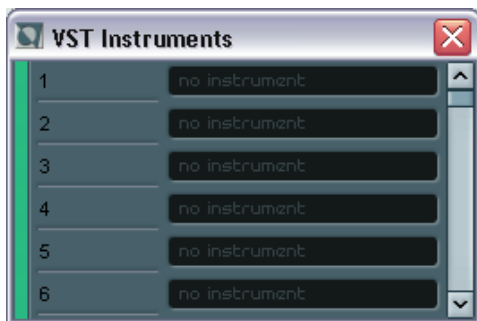 VST Instruments
1 no instrument
2 no instrument
3 no instrument
4 no instrument
5 no instrument
6 no instrument